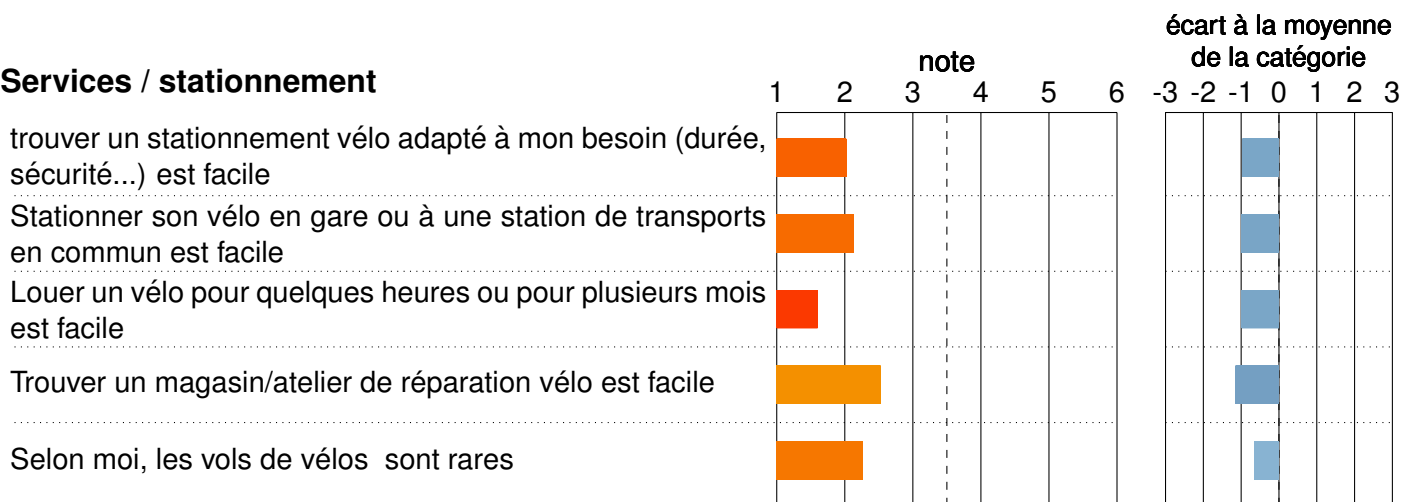 écart à la moyenne
note de la catégorie
Services / stationnement
1 2 3 4 5 6 -3 -2 -1 0 1 2 3
trouver un stationnement vélo adapté à mon besoin (durée,
sécurité...) est facile
Stationner son vélo en gare ou à une station de transports
en commun est facile
Louer un vélo pour quelques heures ou pour plusieurs mois
est facile
Trouver un magasin/atelier de réparation vélo est facile
Selon moi, les vols de vélos sont rares